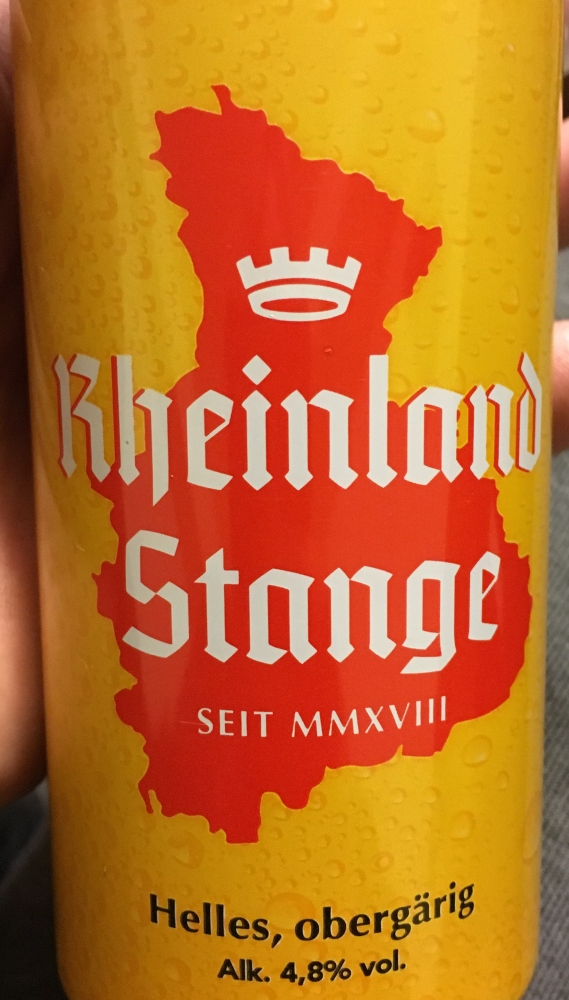 Rheinland
Stange
SEIT MMXVIII
Helles, obergärig
Alk. 4,8% vol.